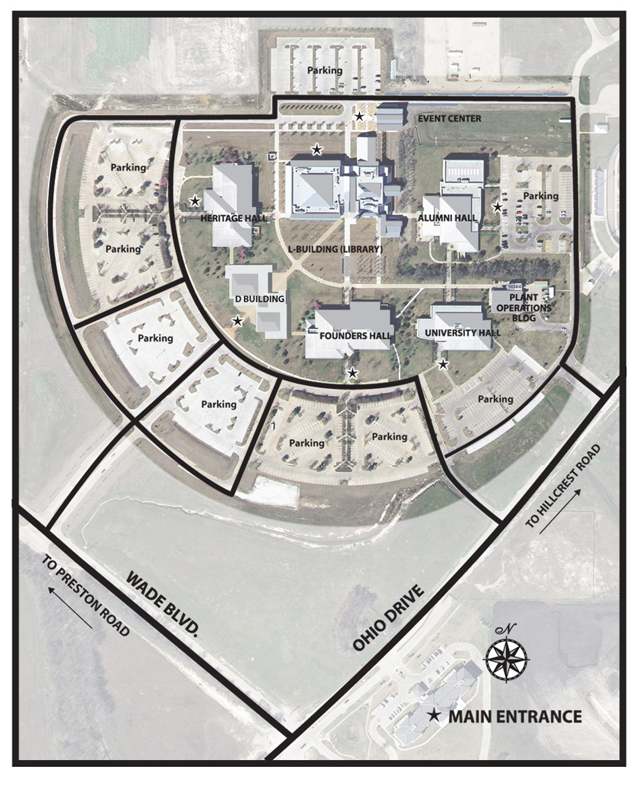 Parking
EVENT CENTER
Parking
HERITAGE HALL
ALUMNI HALL
Parking
Parking
L-BUILDING (LIBRARY)
D BUILDING
PLANT
OPERATIONS
BLDG
FOUNDERS HALL
UNIVERSITY HALL
Parking
Parking
Parking
Parking
Parking
TO HILLCREST ROAD
TO PRESTON ROAD
WADE BLVD.
OHIO DRIVE
N
MAIN ENTRANCE